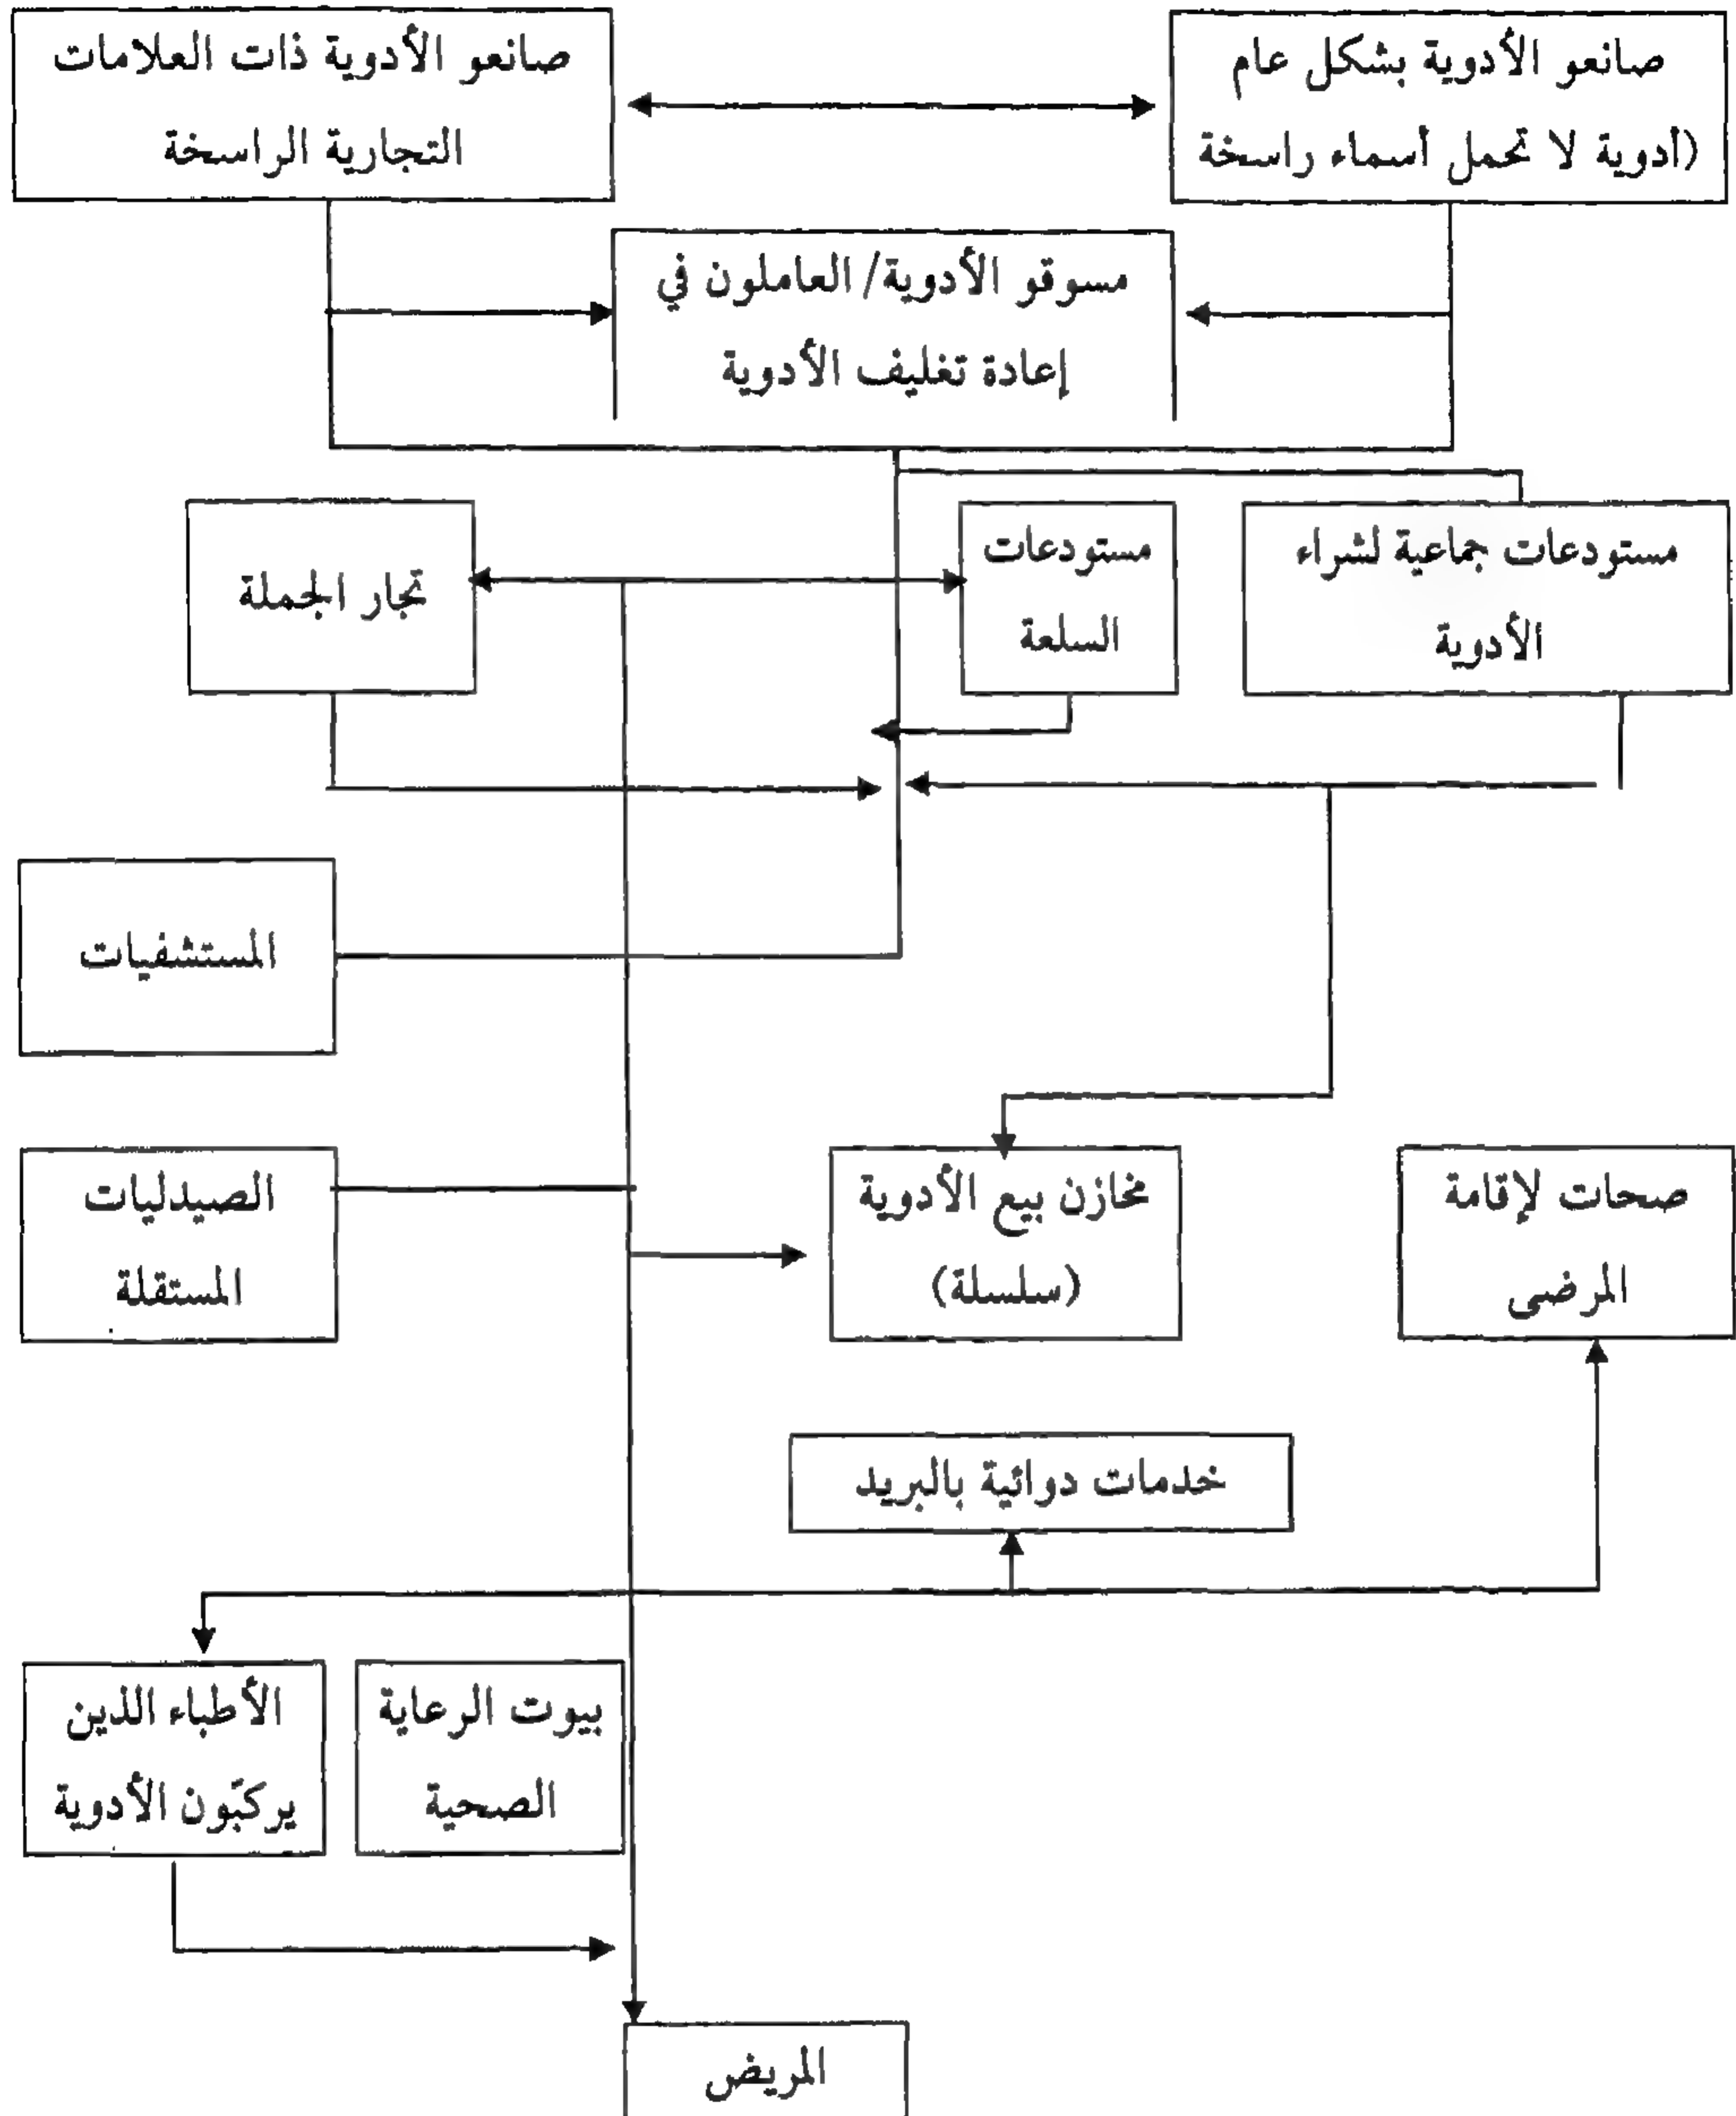 صانعو الأدوية بشكل عام
(أدوية لا تحمل أسماء راسخة
صانعو الأدوية ذات العلامات
التجارية الراسخة
مسوقو الأدوية/ العاملون في
إعادة تغليف الأدوية
مستودعات جماعية لشراء
الأدوية
مستودعات
السلعة
تجار الجملة
المستشفيات
صحات لإقامة
المرضى
مخازن بيع الأدوية
(سلسلة)
الصيدليات
المستقلة
خدمات دوائية بالبريد
بيوت الرعاية
الصحية
الأطباء الذين
يركبّون الأدوية
المريض